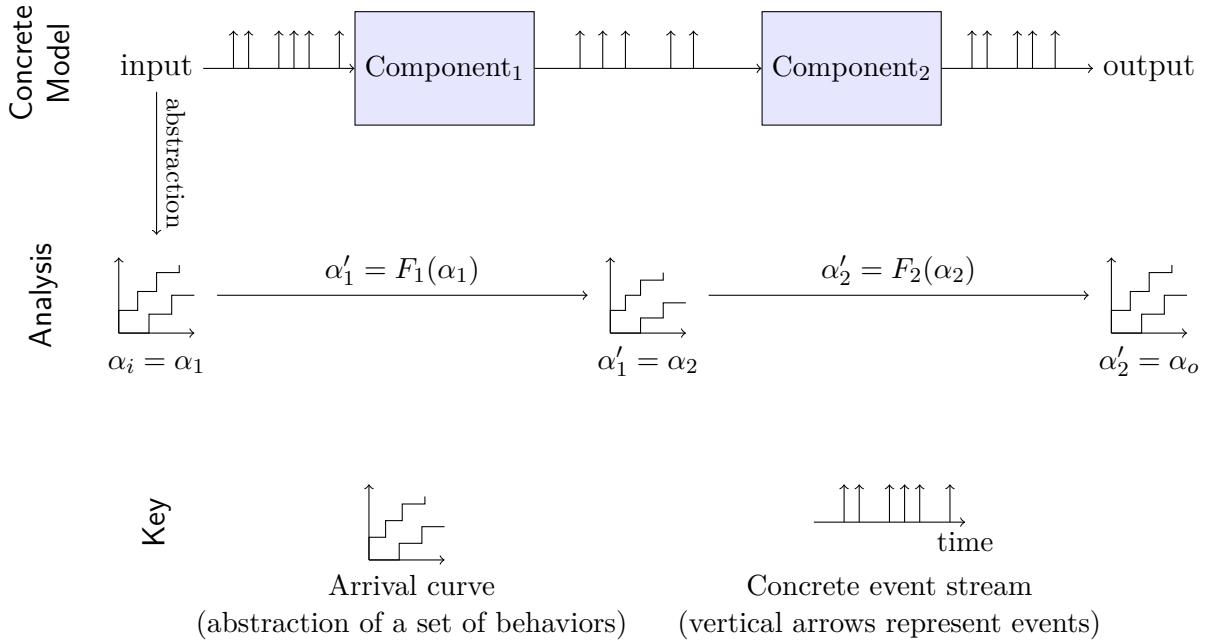 Concrete
Model
input
Component₁
Component₂
output
abstraction
Analysis
α′₁ = F₁(α₁)
α′₂ = F₂(α₂)
αᵢ = α₁
α′₁ = α₂
α′₂ = αₒ
Key
time
Arrival curve
(abstraction of a set of behaviors)
Concrete event stream
(vertical arrows represent events)